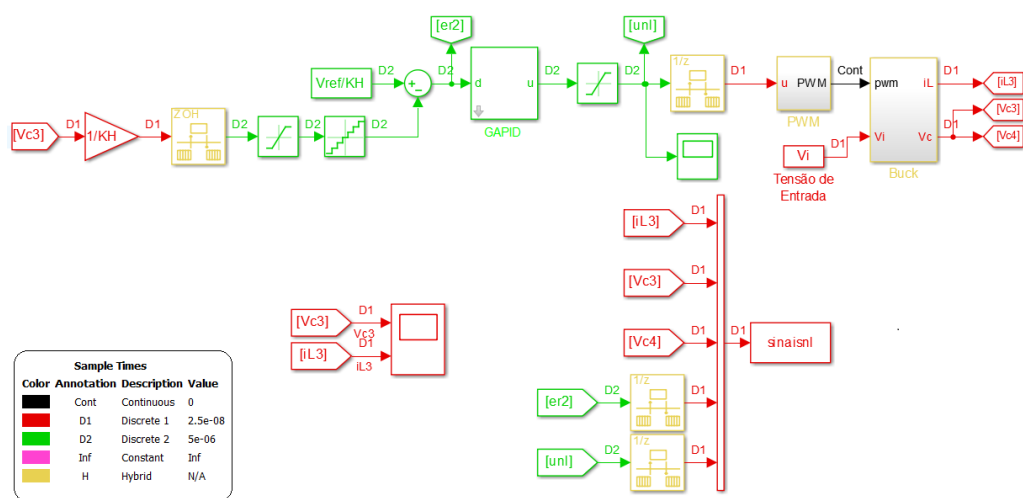 [er2]
[unl]
D2
D2
Vref/KH
D2
d
u
D2
D2
1/z
D1
u
PWM
Cont
pwm
iL
D1
[iL3]
GAPID
PWM
[Vc3]
D1
1/KH
D1
ZOH
D2
D2
D2
Vi
D1
Vi
Vc
D1
[Vc3]
[Vc4]
Buck
Tensão de
Entrada
[iL3]
D1
[Vc3]
D1
[Vc3]
D1
Vc3
[iL3]
D1
iL3
[Vc4]
D1
D1
sinaisnl
[er2]
D2
1/z
D1
[unl]
D2
1/z
D1
Sample Times
Color Annotation Description Value
Cont Continuous 0
D1 Discrete 1 2.5e-08
D2 Discrete 2 5e-06
Inf Constant Inf
H Hybrid N/A